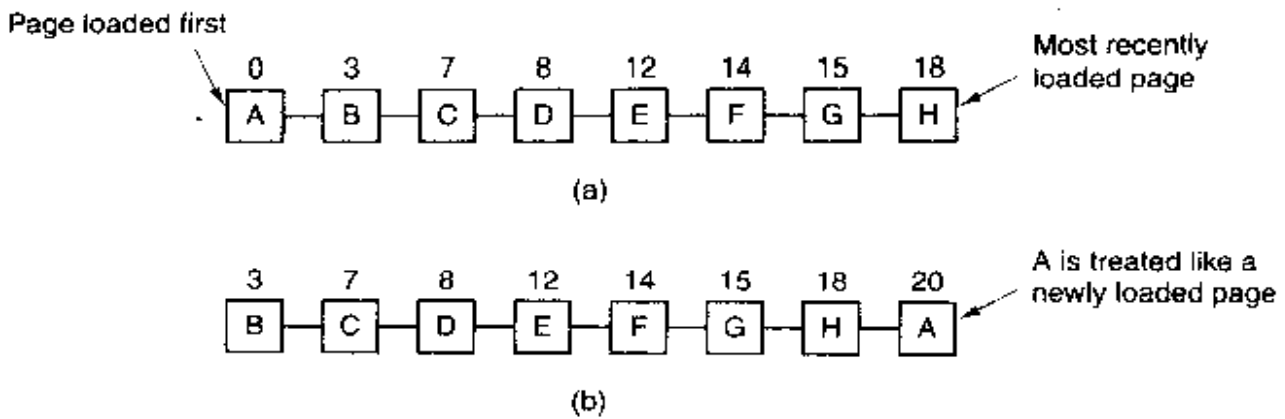 Page loaded first
Most recently
loaded page
0 3 7 8 12 14 15 18
A B C D E F G H
(a)
A is treated like a
newly loaded page
3 7 8 12 14 15 18 20
B C D E F G H A
(b)